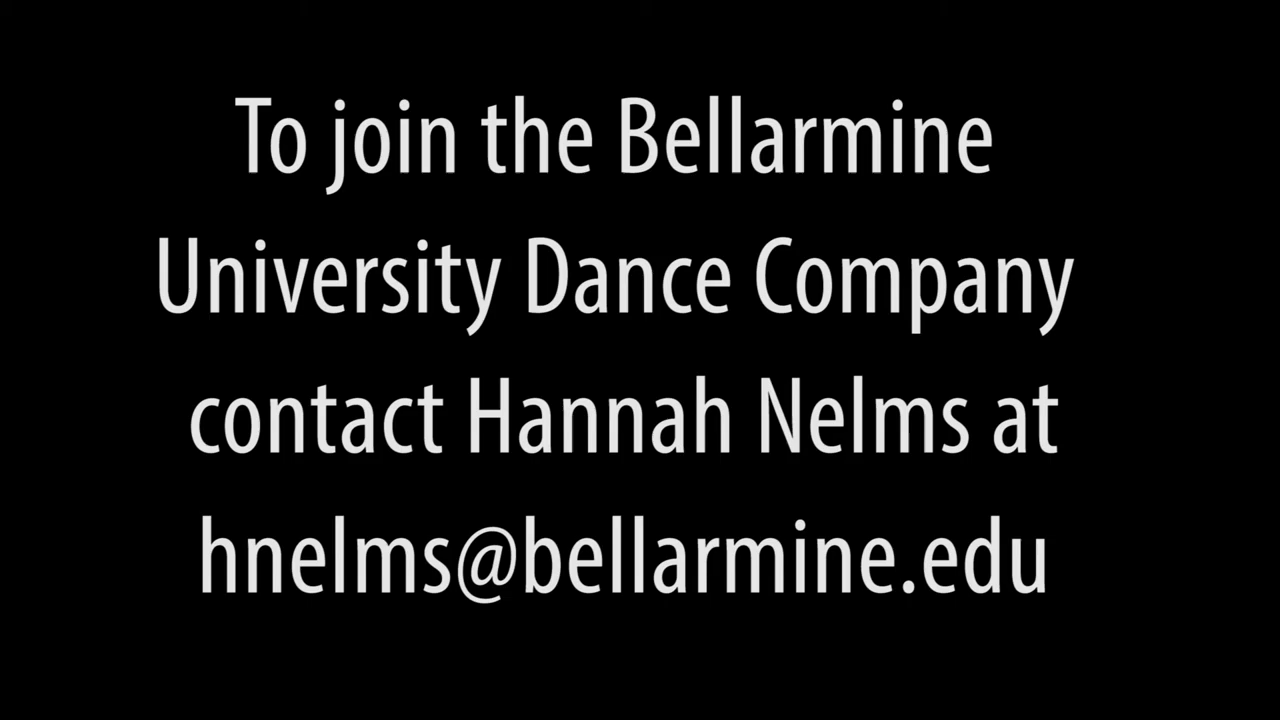 To join the Bellarmine
University Dance Company
contact Hannah Nelms at
hnelms@bellarmine.edu